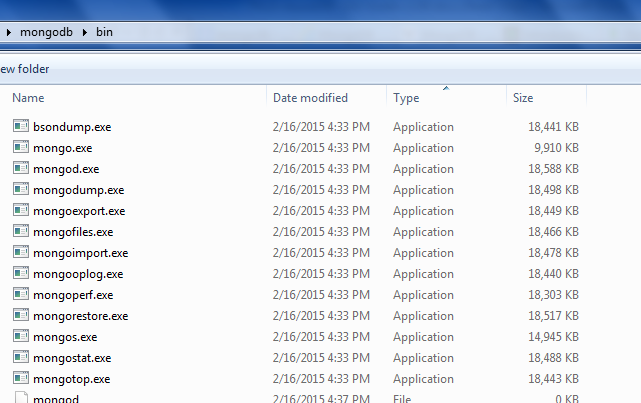 mongodb bin
ew folder
Name Date modified Type Size
bsondump.exe 2/16/2015 4:33 PM Application 18,441 KB
mongo.exe 2/16/2015 4:33 PM Application 9,910 KB
mongod.exe 2/16/2015 4:33 PM Application 18,588 KB
mongodump.exe 2/16/2015 4:33 PM Application 18,498 KB
mongoexport.exe 2/16/2015 4:33 PM Application 18,449 KB
mongofiles.exe 2/16/2015 4:33 PM Application 18,466 KB
mongoimport.exe 2/16/2015 4:33 PM Application 18,478 KB
mongooplog.exe 2/16/2015 4:33 PM Application 18,440 KB
mongoperf.exe 2/16/2015 4:33 PM Application 18,303 KB
mongorestore.exe 2/16/2015 4:33 PM Application 18,517 KB
mongos.exe 2/16/2015 4:33 PM Application 14,945 KB
mongostat.exe 2/16/2015 4:33 PM Application 18,488 KB
mongotop.exe 2/16/2015 4:33 PM Application 18,443 KB
mongod 2/16/2015 4:37 PM File 0 KB